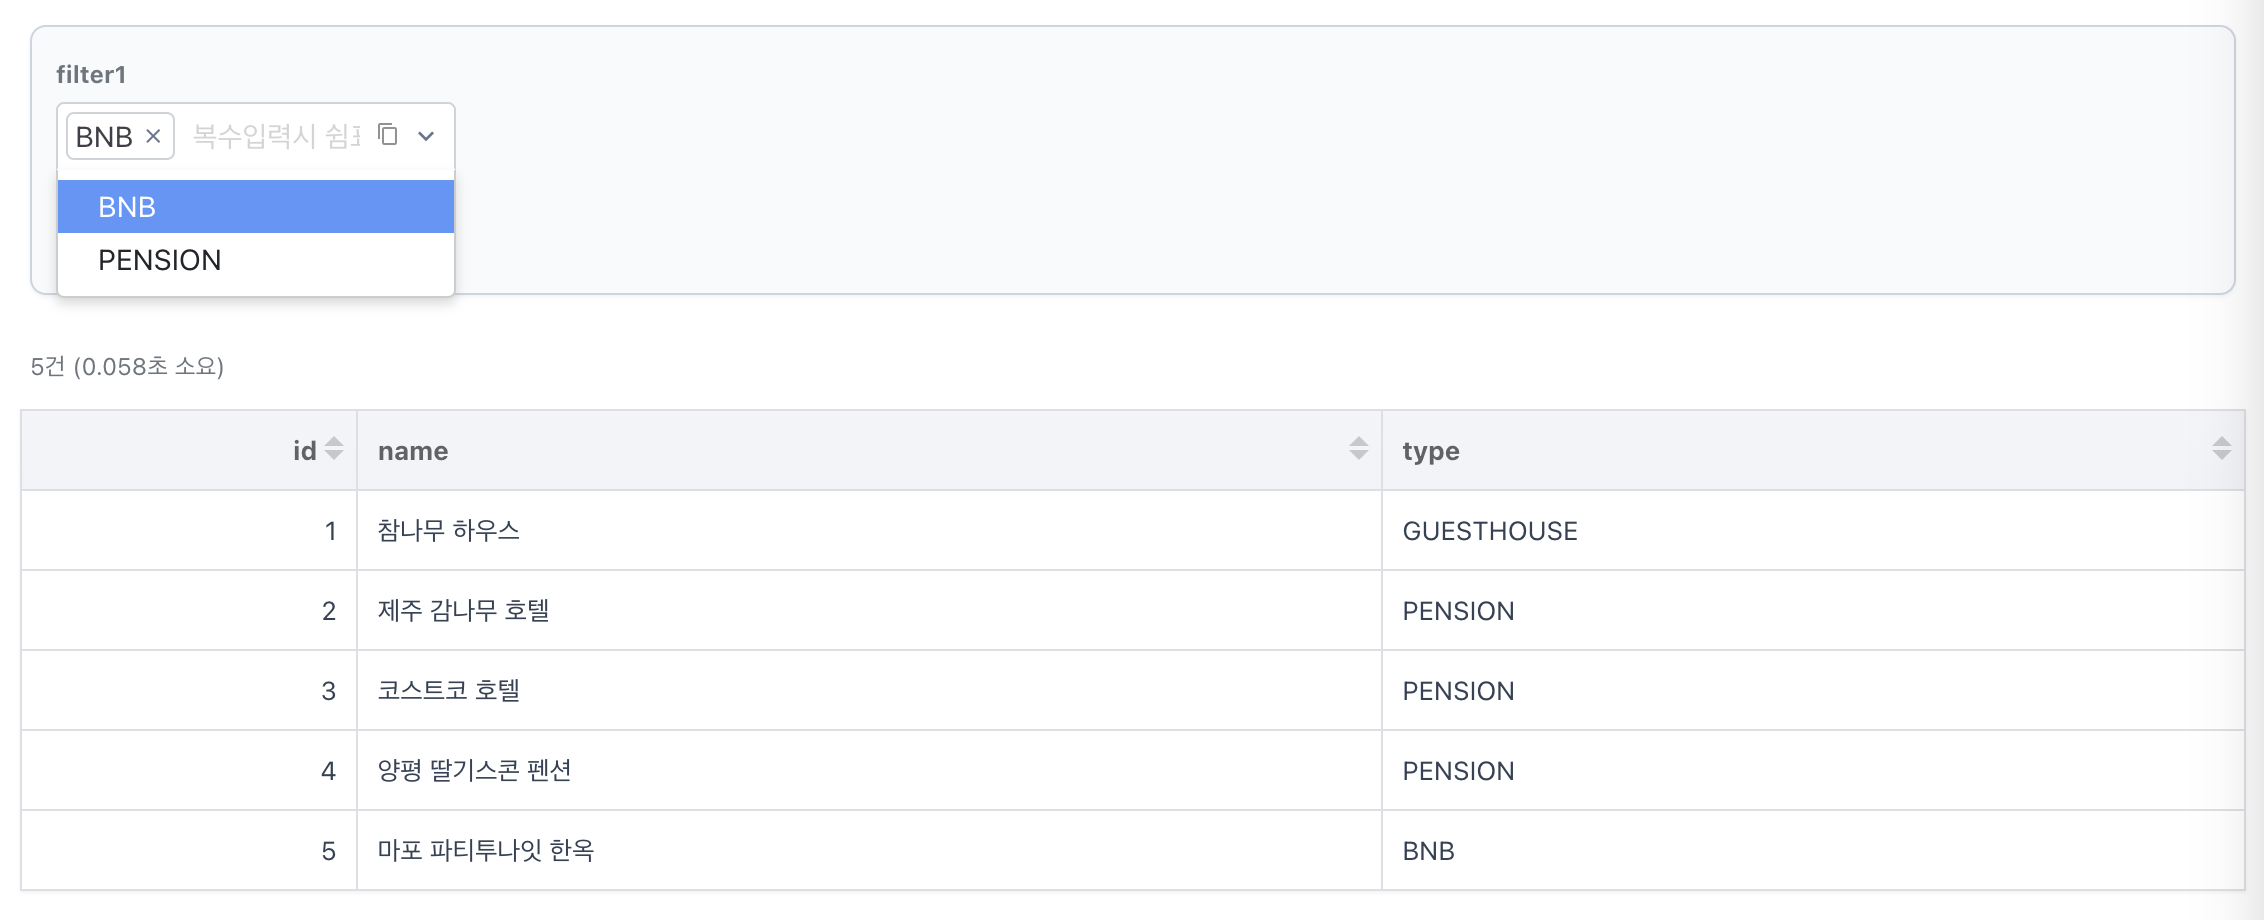 filter1
BNB × 복수입력시 쉼
BNB
PENSION
5건 (0.058초 소요)
id name type
1 참나무 하우스 GUESTHOUSE
2 제주 감나무 호텔 PENSION
3 코스트코 호텔 PENSION
4 양평 딸기스콘 펜션 PENSION
5 마포 파티투나잇 한옥 BNB